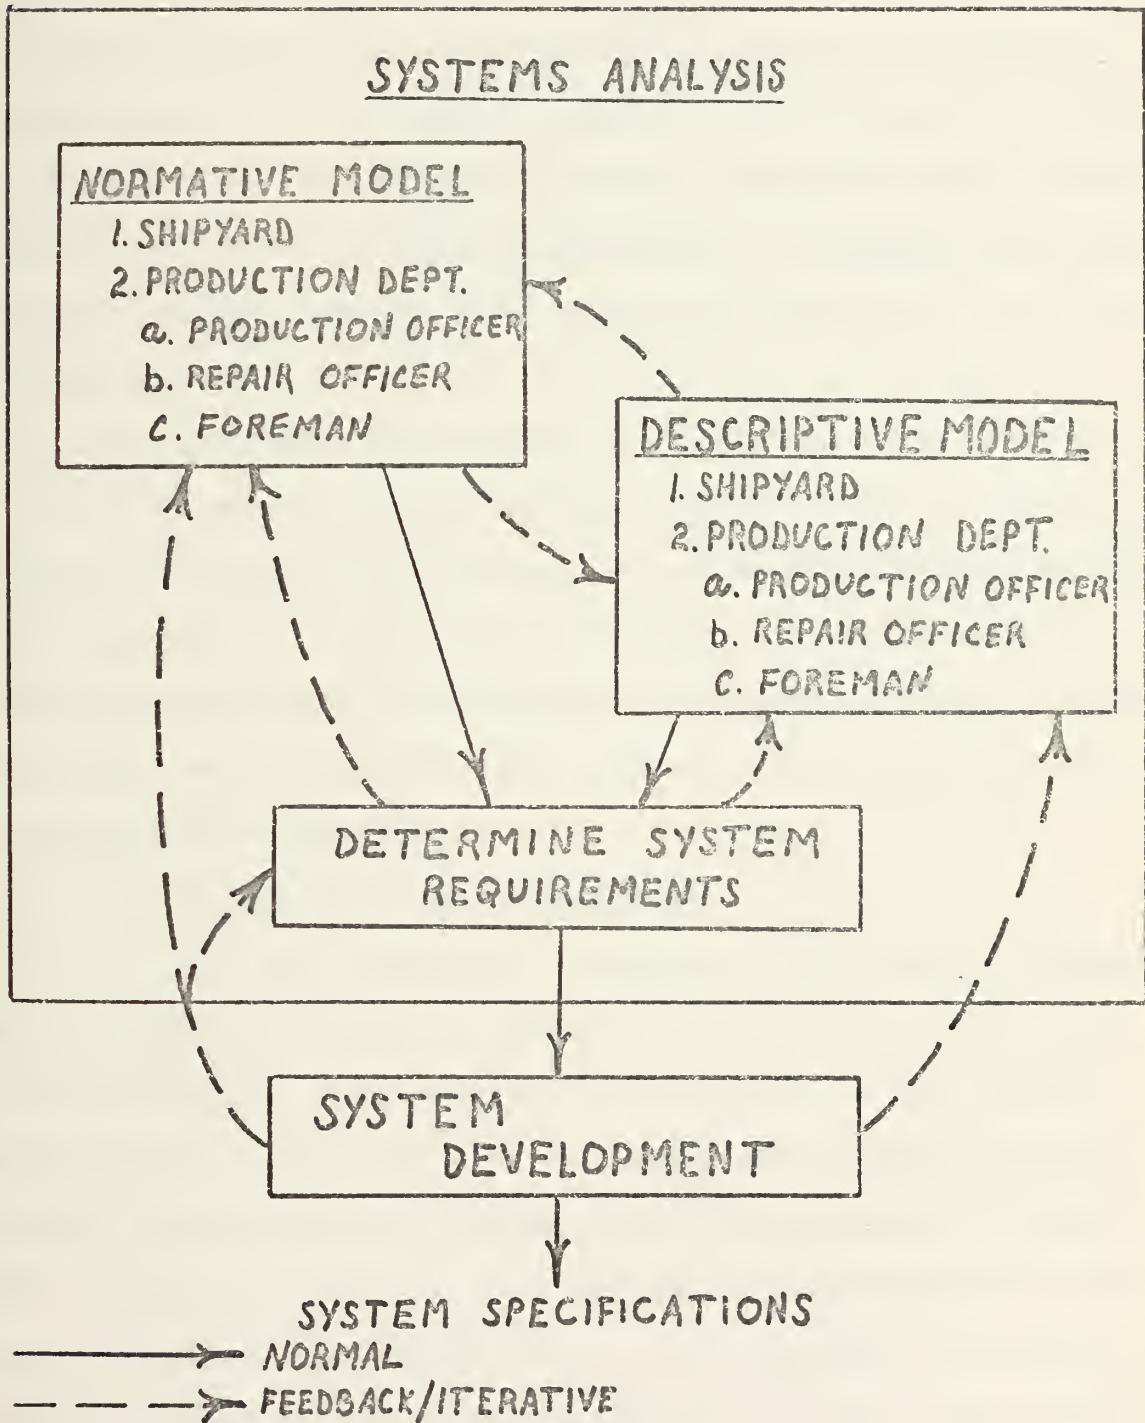 SYSTEMS ANALYSIS
NORMATIVE MODEL
1. SHIPYARD
2. PRODUCTION DEPT.
a. PRODUCTION OFFICER
b. REPAIR OFFICER
c. FOREMAN
DESCRIPTIVE MODEL
1. SHIPYARD
2. PRODUCTION DEPT.
a. PRODUCTION OFFICER
b. REPAIR OFFICER
c. FOREMAN
DETERMINE SYSTEM
REQUIREMENTS
SYSTEM
DEVELOPMENT
SYSTEM SPECIFICATIONS
NORMAL
FEEDBACK/ITERATIVE